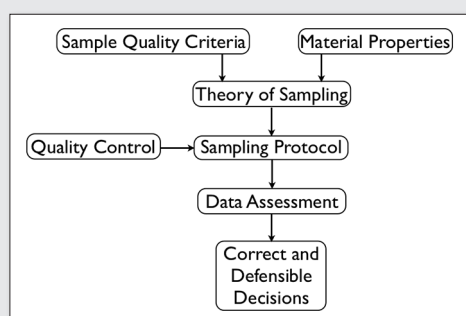 Sample Quality Criteria
Material Properties
Theory of Sampling
Quality Control
Sampling Protocol
Data Assessment
Correct and
Defensible
Decisions